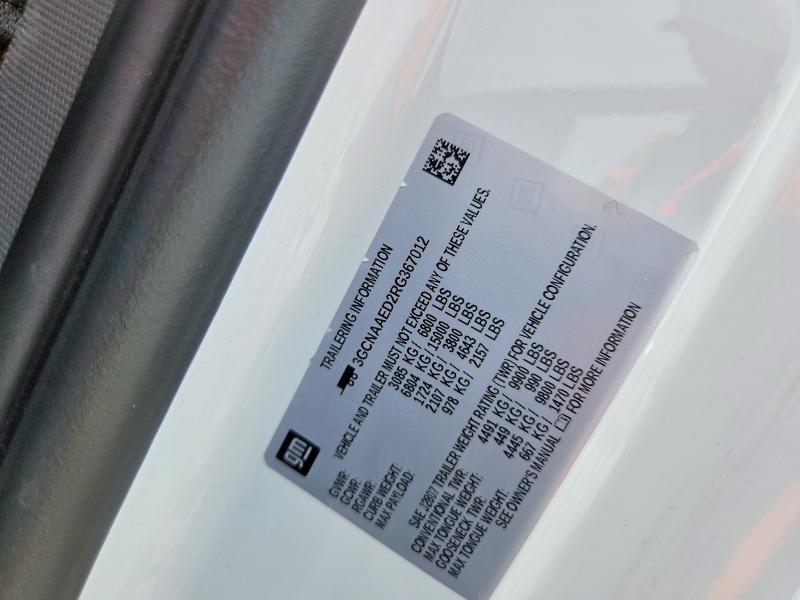 gm
TRAILERING INFORMATION
3GCNAAED2RG367012
VEHICLE AND TRAILER MUST NOT EXCEED ANY OF THESE VALUES.
GVWR: 3085 KG/ 6800 LBS
GCWR: 6804 KG/ 15000 LBS
RGAWR: 1724 KG/ 3800 LBS
CURB WEIGHT: 2107 KG/ 4643 LBS
MAX PAYLOAD: 978 KG/ 2157 LBS
SAE J2807 TRAILER WEIGHT RATING (TWR) FOR VEHICLE CONFIGURATION.
CONVENTIONAL TWR: 4491 KG/ 9900 LBS
MAX TONGUE WEIGHT: 449 KG/ 990 LBS
GOOSENECK TWR: 4445 KG/ 9800 LBS
MAX TONGUE WEIGHT: 667 KG/ 1470 LBS
SEE OWNER'S MANUAL FOR MORE INFORMATION